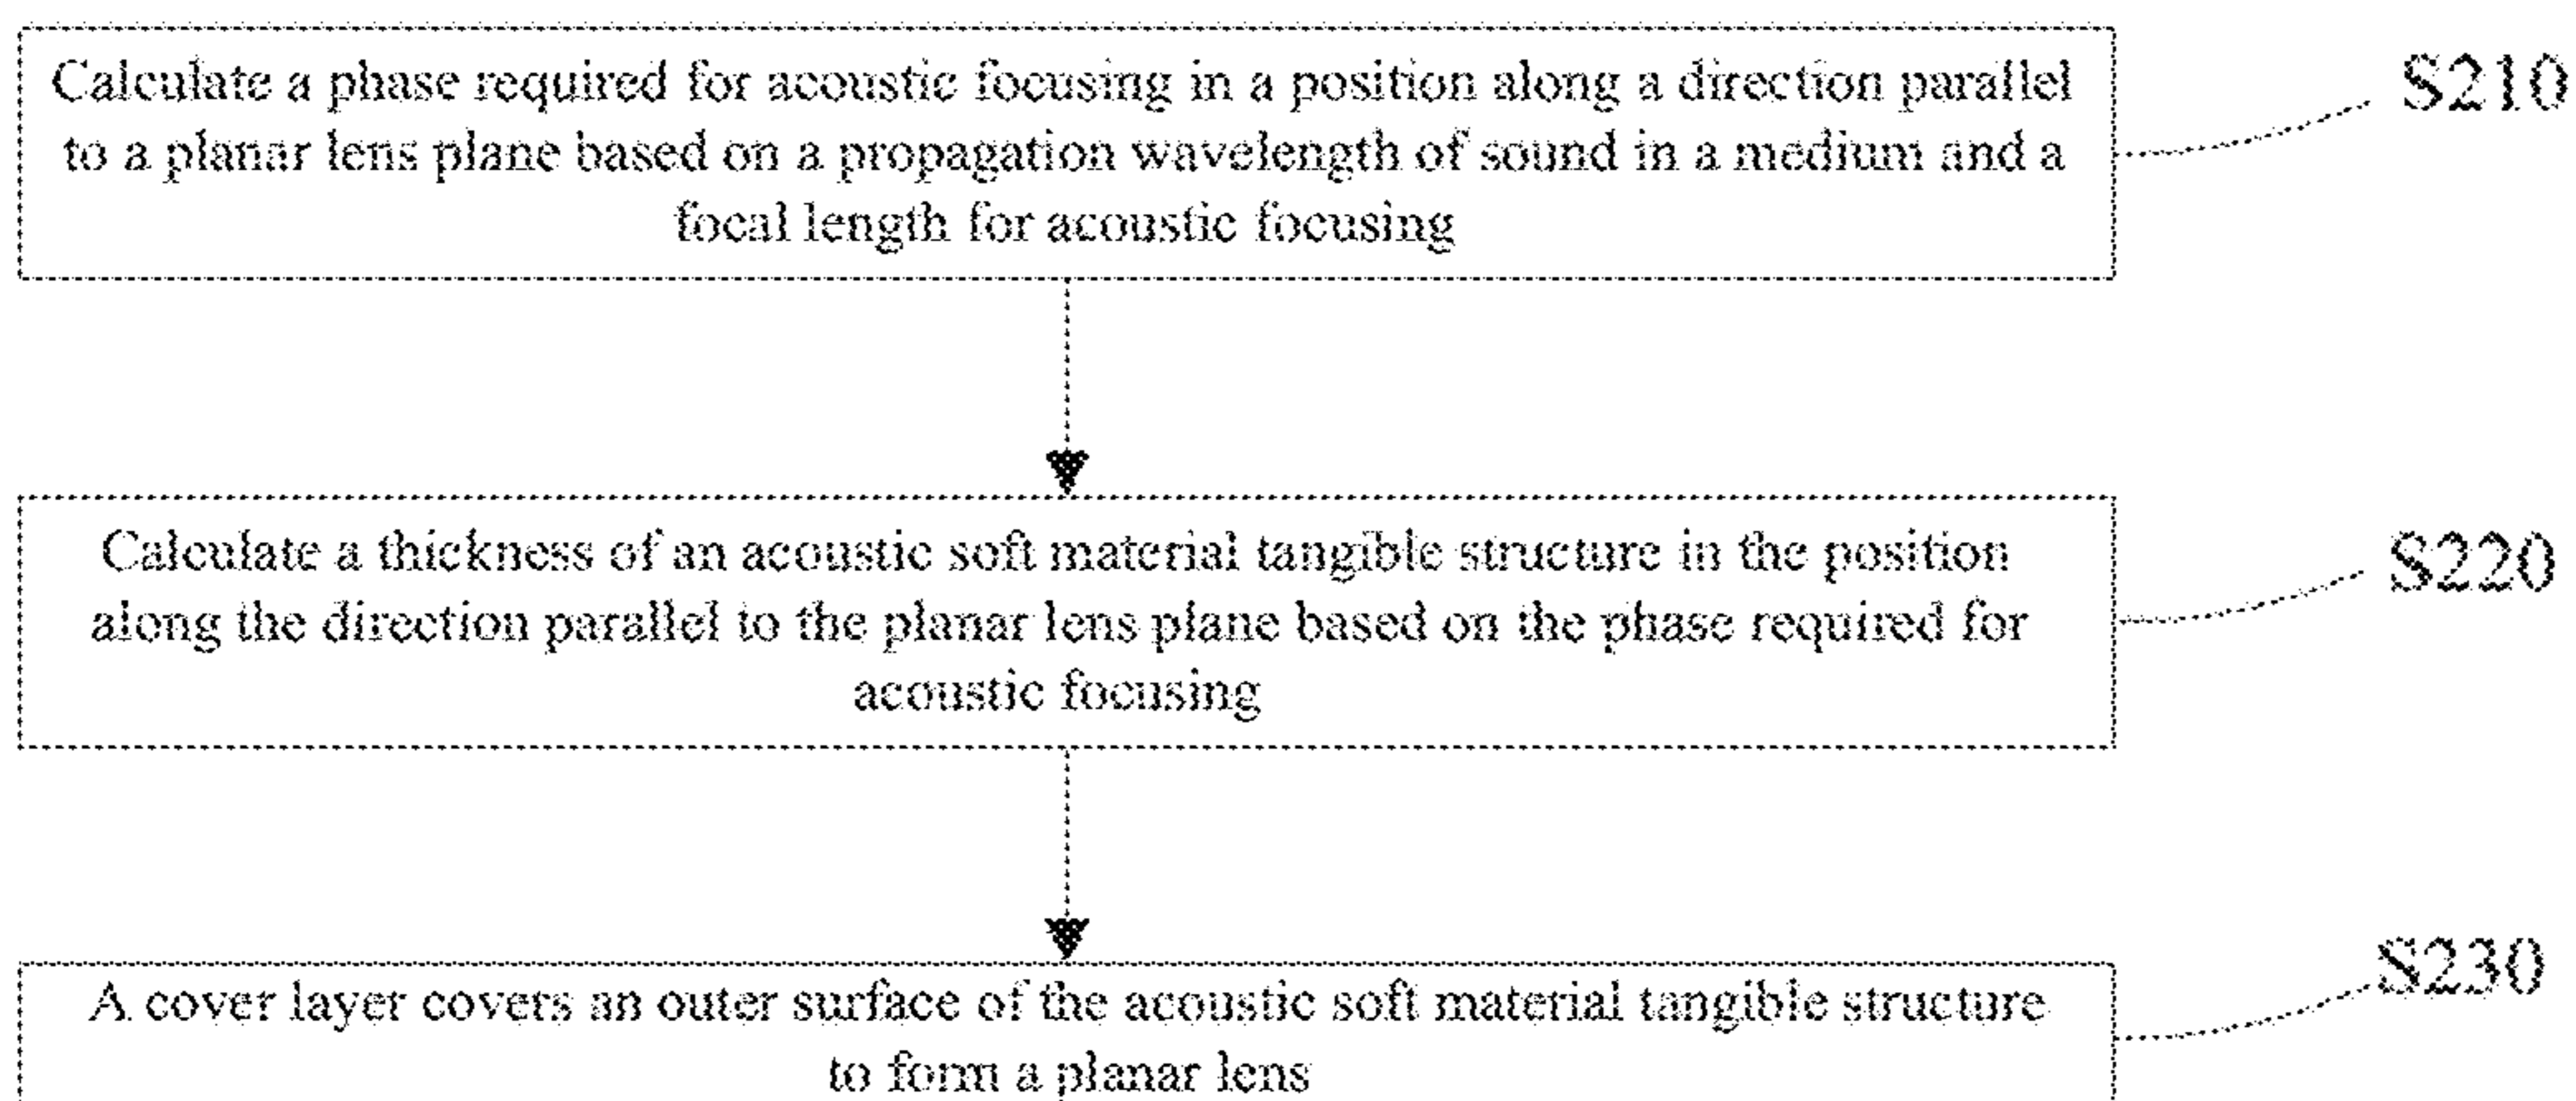 Calculate a phase required for acoustic focusing in a position along a direction parallel
to a planar lens plane based on a propagation wavelength of sound in a medium and a
focal length for acoustic focusing
S210
Calculate a thickness of an acoustic soft material tangible structure in the position
along the direction parallel to the planar lens plane based on the phase required for
acoustic focusing
S220
A cover layer covers an outer surface of the acoustic soft material tangible structure
to form a planar lens
S230